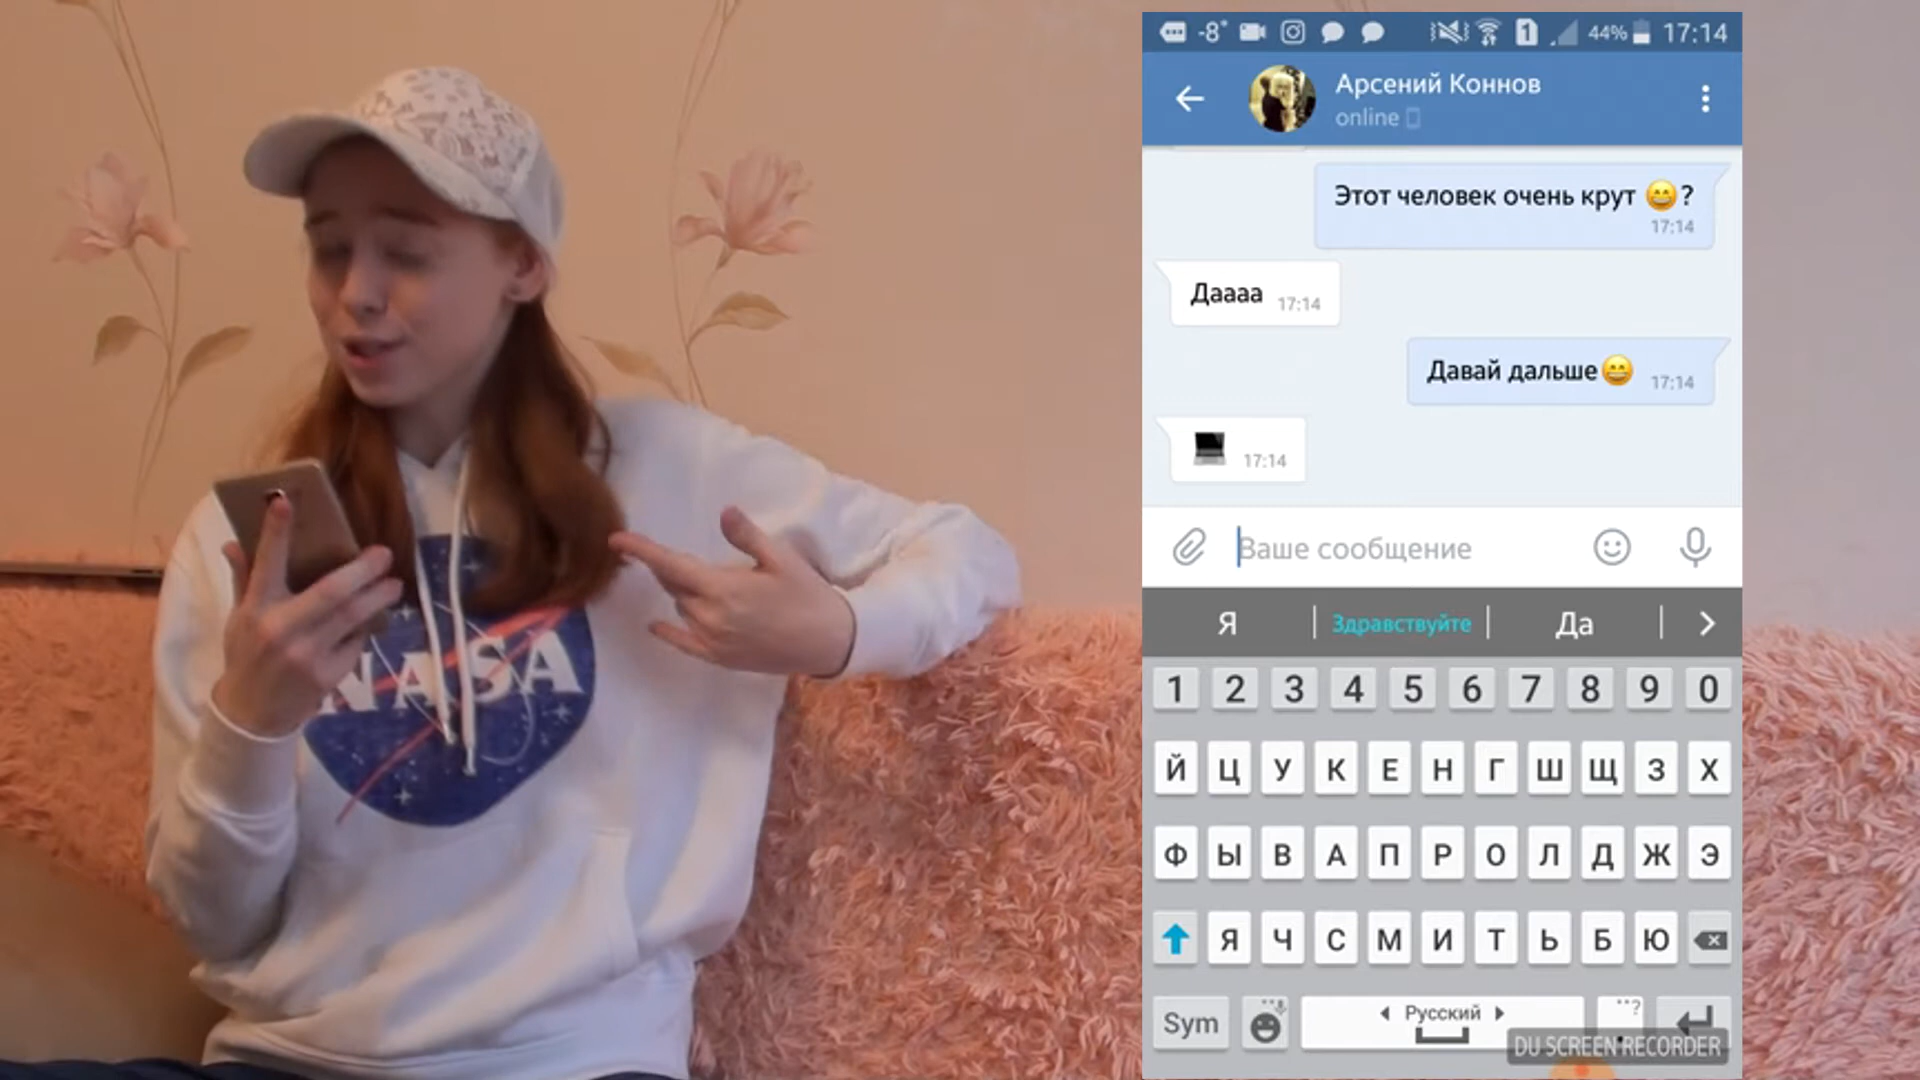 NASA
-8° 1 44% 17:14
Арсений Коннов
online
Этот человек очень крут 😁?
17:14
Даааа 17:14
Давай дальше😁 17:14
💻 17:14
Ваше сообщение
Я Здравствуйте Да
1 2 3 4 5 6 7 8 9 0
Й Ц У К Е Н Г Ш Щ З Х
Ф Ы В А П Р О Л Д Ж Э
Я Ч С М И Т Ь Б Ю
Sym Русский
DU SCREEN RECORDER